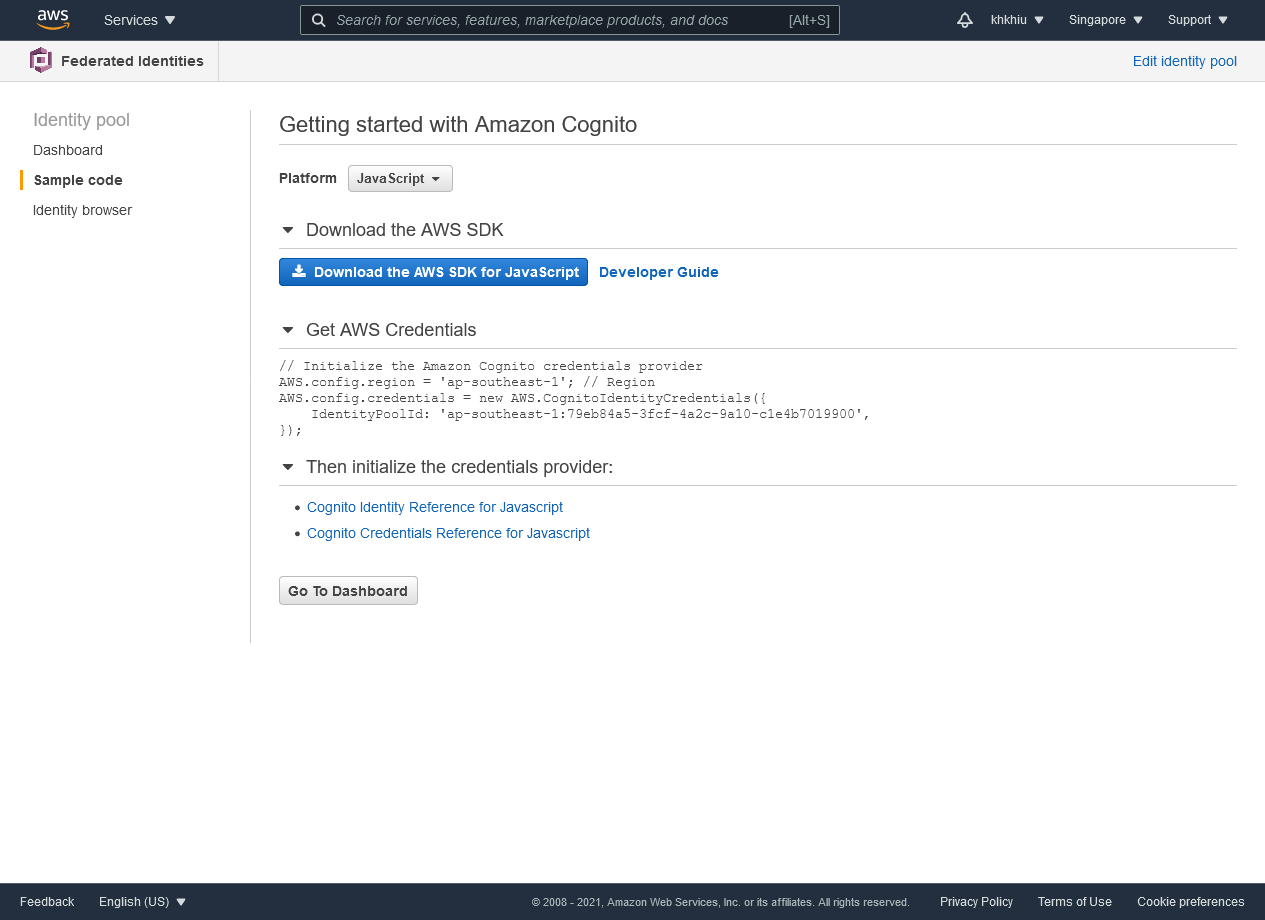 aws Services Search for services, features, marketplace products, and docs [Alt+S] khkhiu Singapore Support
Federated Identities Edit identity pool
Identity pool
Dashboard
Sample code
Identity browser
Getting started with Amazon Cognito
Platform JavaScript
Download the AWS SDK
Download the AWS SDK for JavaScript Developer Guide
Get AWS Credentials
// Initialize the Amazon Cognito credentials provider
AWS.config.region = 'ap-southeast-1'; // Region
AWS.config.credentials = new AWS.CognitoIdentityCredentials({
    IdentityPoolId: 'ap-southeast-1:79eb84a5-3fcf-4a2c-9a10-c1e4b7019900',
});
Then initialize the credentials provider:
• Cognito Identity Reference for Javascript
• Cognito Credentials Reference for Javascript
Go To Dashboard
Feedback English (US) © 2008 - 2021, Amazon Web Services, Inc. or its affiliates. All rights reserved. Privacy Policy Terms of Use Cookie preferences